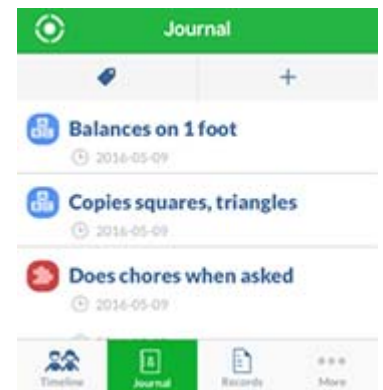 Journal
Balances on 1 foot
2016-05-09
Copies squares, triangles
2016-05-09
Does chores when asked
2016-05-09
Timeline
Journal
Records
More